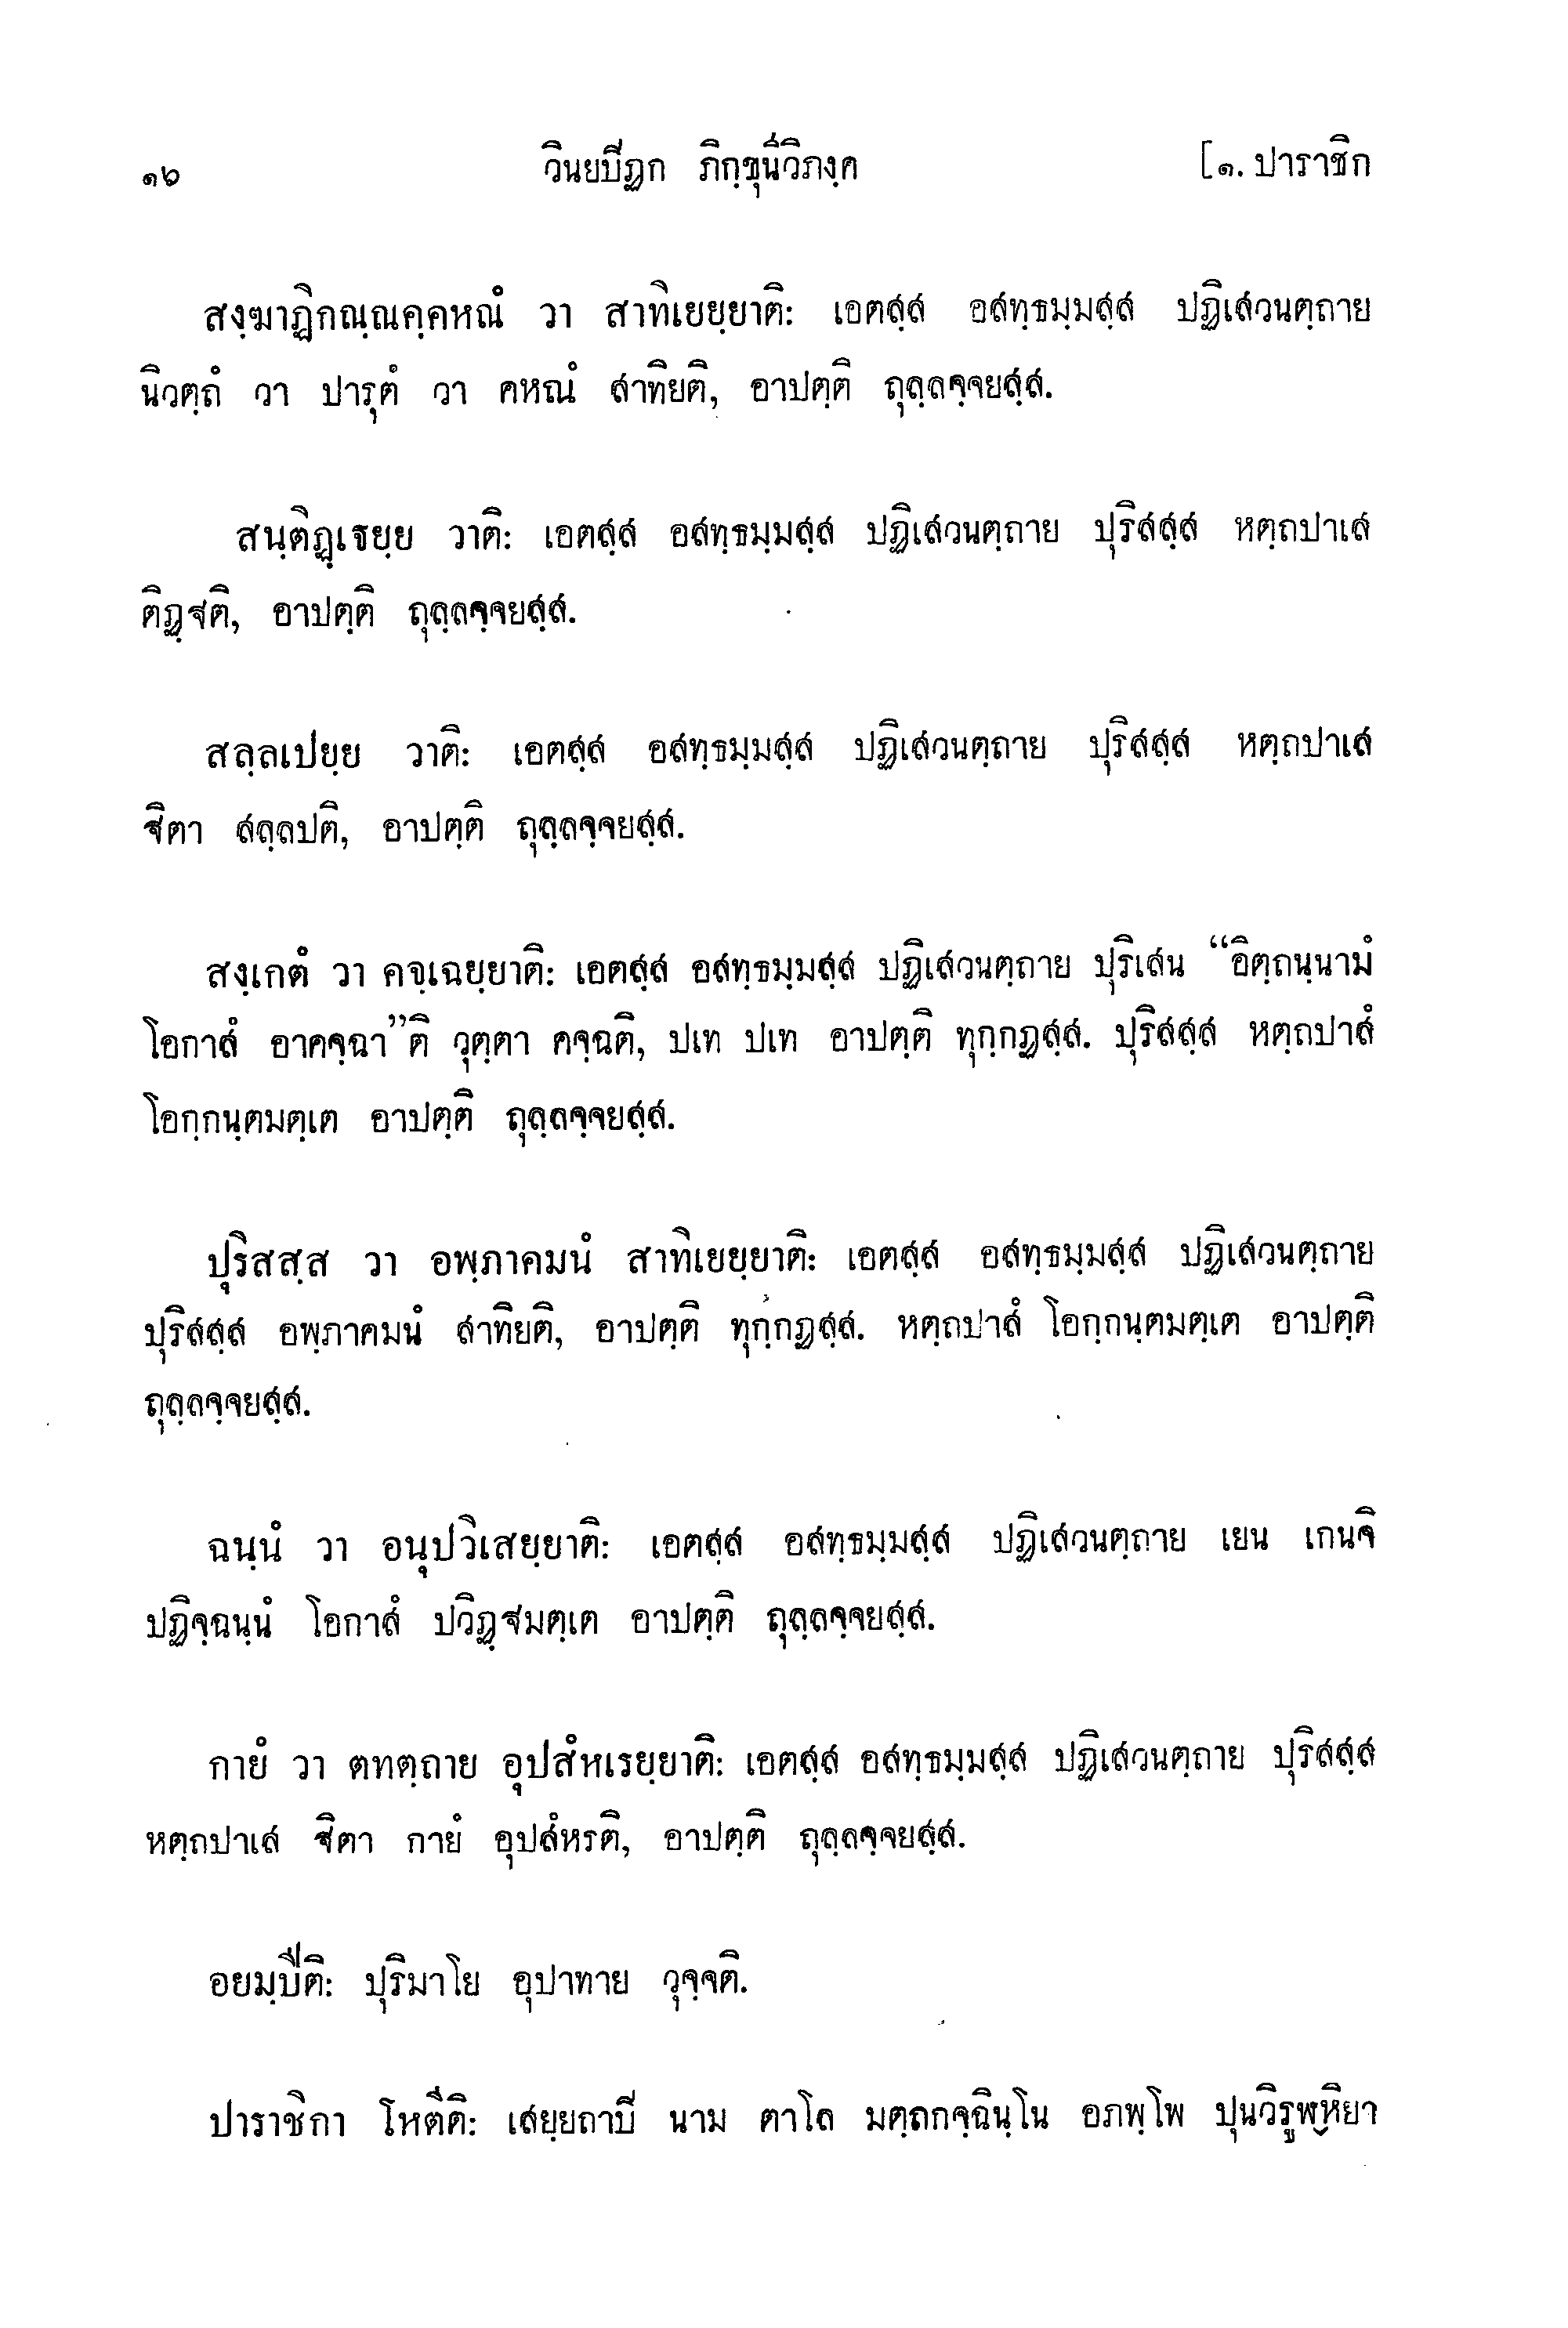 ๑๖ วินยปีฏก ภิกฺขุนีวิภงฺค [๑. ปาราชิก
สงฺฆาฏิกณฺณคฺคหณํ วา สาทิเยยฺยาติ: เอตสฺส อสทฺธมฺมสฺส ปฏิเสวนตฺถาย
นิวตฺถํ วา ปารุตํ วา คหณํ สาทิยติ, อาปตฺติ ถุลฺลจฺจยสฺส.
สนฺติฏฺเฐยฺย วาติ: เอตสฺส อสทฺธมฺมสฺส ปฏิเสวนตฺถาย ปุริสสฺส หตฺถปาเส
ติฏฺฐติ, อาปตฺติ ถุลฺลจฺจยสฺส.
สลฺลเปยฺย วาติ: เอตสฺส อสทฺธมฺมสฺส ปฏิเสวนตฺถาย ปุริสสฺส หตฺถปาเส
ฐิตา สลฺลปติ, อาปตฺติ ถุลฺลจฺจยสฺส.
สงฺเกตํ วา คจฺเฉยฺยาติ: เอตสฺส อสทฺธมฺมสฺส ปฏิเสวนตฺถาย ปุริเสน “อิตฺถนฺนามํ
โอกาสํ อาคจฺฉา”ติ วุตฺตา คจฺฉติ, ปเท ปเท อาปตฺติ ทุกฺกฏสฺส. ปุริสสฺส หตฺถปาสํ
โอกฺกนฺตมตฺเต อาปตฺติ ถุลฺลจฺจยสฺส.
ปุริสสฺส วา อพฺภาคมนํ สาทิเยยฺยาติ: เอตสฺส อสทฺธมฺมสฺส ปฏิเสวนตฺถาย
ปุริสสฺส อพฺภาคมนํ สาทิยติ, อาปตฺติ ทุกฺกฏสฺส. หตฺถปาสํ โอกฺกนฺตมตฺเต อาปตฺติ
ถุลฺลจฺจยสฺส.
ฉนฺนํ วา อนุปวิเสยฺยาติ: เอตสฺส อสทฺธมฺมสฺส ปฏิเสวนตฺถาย เยน เกนจิ
ปฏิจฺฉนฺนํ โอกาสํ ปวิฏฺฐมตฺเต อาปตฺติ ถุลฺลจฺจยสฺส.
กายํ วา ตทตฺถาย อุปสํหเรยฺยาติ: เอตสฺส อสทฺธมฺมสฺส ปฏิเสวนตฺถาย ปุริสสฺส
หตฺถปาเส ฐิตา กายํ อุปสํหรติ, อาปตฺติ ถุลฺลจฺจยสฺส.
อยมฺปีติ: ปุริมาโย อุปาทาย วุจฺจติ.
ปาราชิกา โหตีติ: เสยฺยถาปี นาม ตาโล มตฺถกจฺฉินฺโน อภพฺโพ ปุนวิรูฬฺหิยา